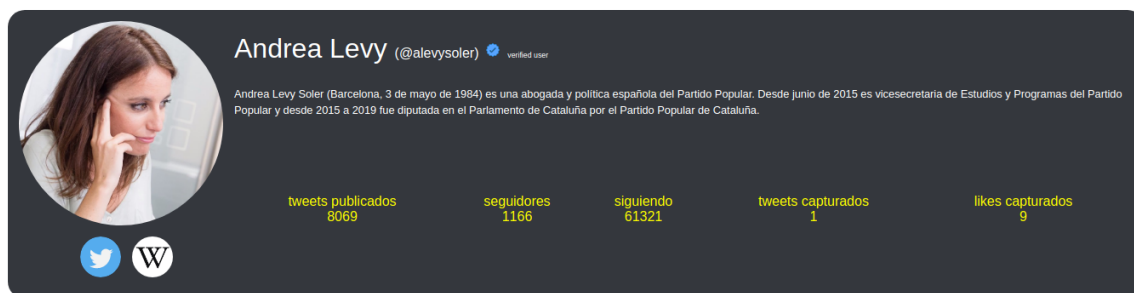 Andrea Levy (@alevysoler) verified user
Andrea Levy Soler (Barcelona, 3 de mayo de 1984) es una abogada y política española del Partido Popular. Desde junio de 2015 es vicesecretaria de Estudios y Programas del Partido
Popular y desde 2015 a 2019 fue diputada en el Parlamento de Cataluña por el Partido Popular de Cataluña.
tweets publicados seguidores siguiendo tweets capturados likes capturados
8069 1166 61321 1 9
W